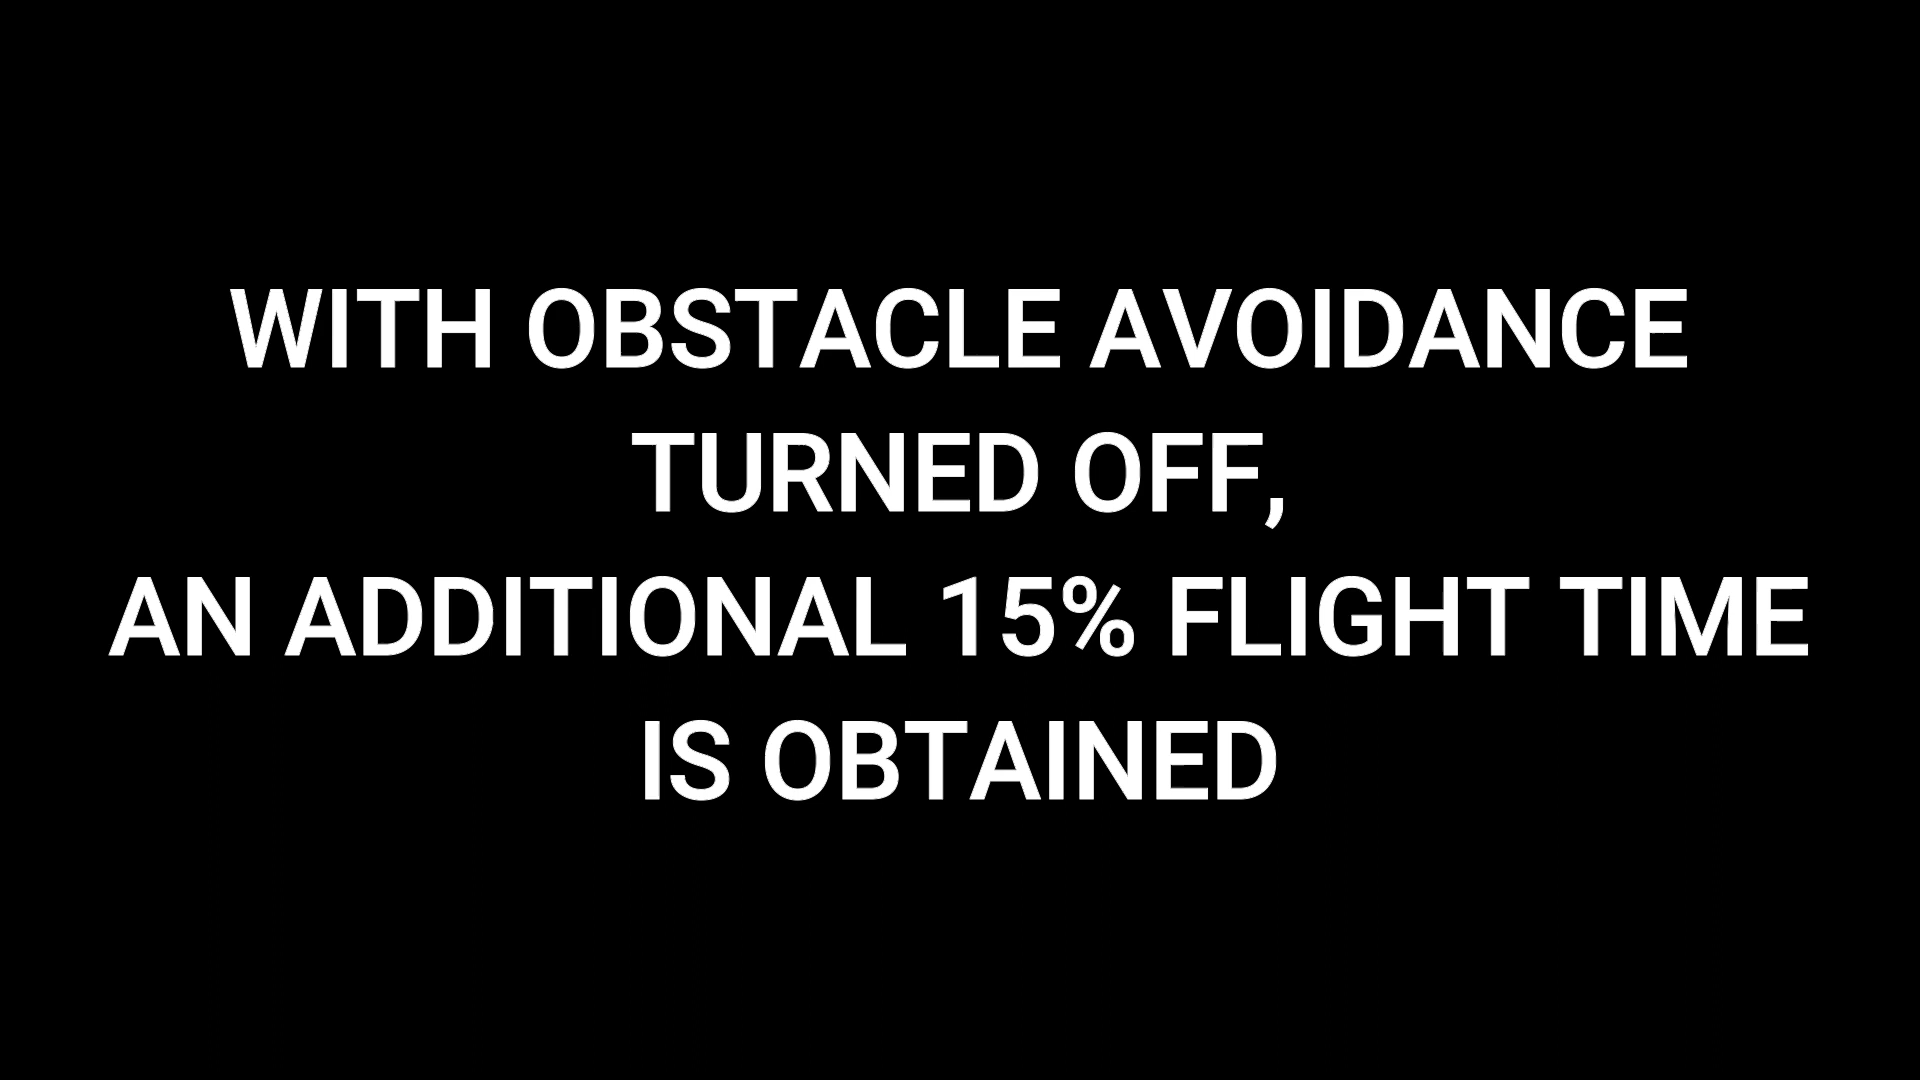 WITH OBSTACLE AVOIDANCE
TURNED OFF,
AN ADDITIONAL 15% FLIGHT TIME
IS OBTAINED